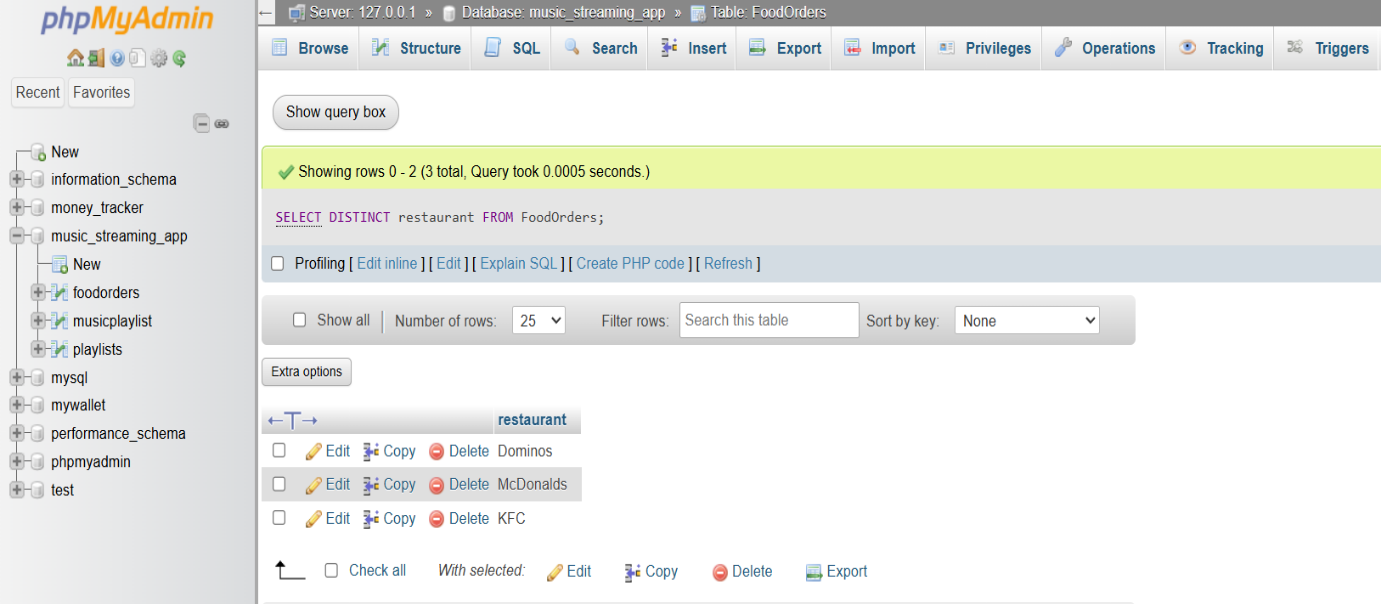 phpMyAdmin
Recent Favorites
New
information_schema
money_tracker
music_streaming_app
New
foodorders
musicplaylist
playlists
mysql
mywallet
performance_schema
phpmyadmin
test
Server: 127.0.0.1 » Database: music_streaming_app » Table: FoodOrders
Browse Structure SQL Search Insert Export Import Privileges Operations Tracking Triggers
Show query box
Showing rows 0 - 2 (3 total, Query took 0.0005 seconds.)
SELECT DISTINCT restaurant FROM FoodOrders;
Profiling [ Edit inline ] [ Edit ] [ Explain SQL ] [ Create PHP code ] [ Refresh ]
Show all | Number of rows: 25 Filter rows: Search this table Sort by key: None
Extra options
←T→ restaurant
Edit Copy Delete Dominos
Edit Copy Delete McDonalds
Edit Copy Delete KFC
Check all With selected: Edit Copy Delete Export